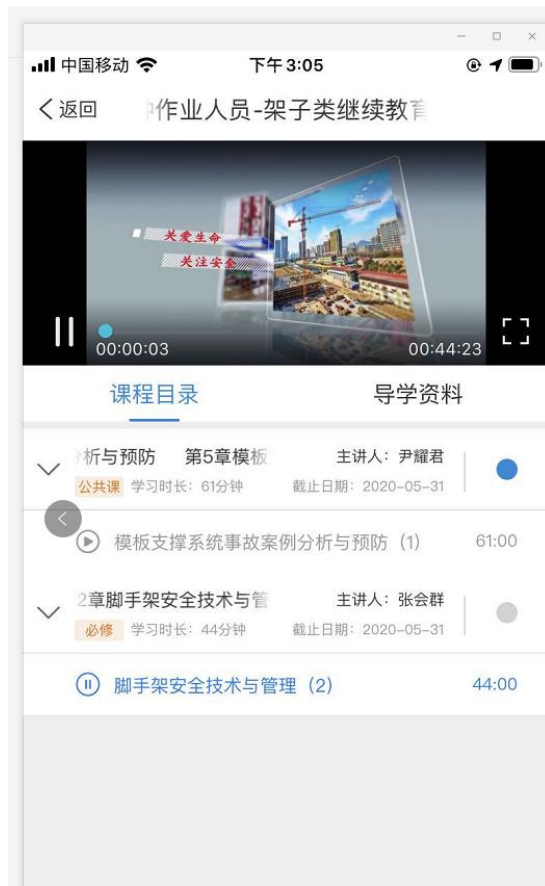 中国移动 下午3:05
返回 作业人员-架子类继续教育
关爱生命
关注安全
00:00:03 00:44:23
课程目录 导学资料
析与预防 第5章模板 主讲人：尹耀君
公共课 学习时长：61分钟 截止日期：2020-05-31
模板支撑系统事故案例分析与预防（1） 61:00
2章脚手架安全技术与管 主讲人：张会群
必修 学习时长：44分钟 截止日期：2020-05-31
脚手架安全技术与管理（2） 44:00